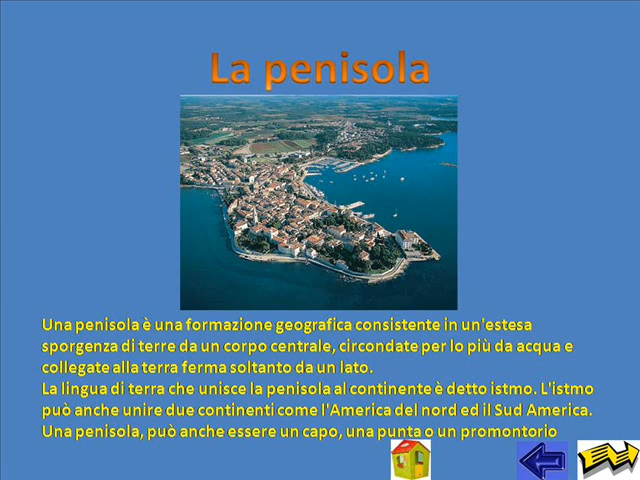 La penisola
Una penisola è una formazione geografica consistente in un'estesa
sporgenza di terre da un corpo centrale, circondate per lo più da acqua e
collegate alla terra ferma soltanto da un lato.
La lingua di terra che unisce la penisola al continente è detto istmo. L'istmo
può anche unire due continenti come l'America del nord ed il Sud America.
Una penisola, può anche essere un capo, una punta o un promontorio